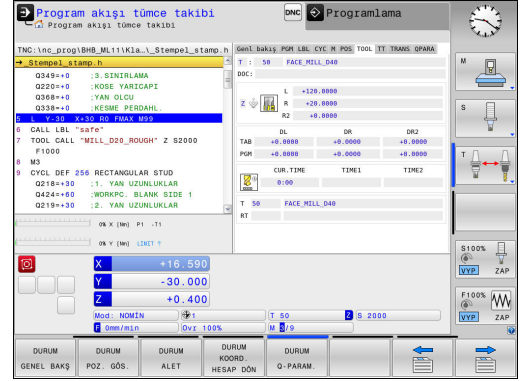 Program akışı tümce takibi
Program akışı tümce takibi
DNC
Programlama
TNC:\nc_prog\BHB_ML11\Kla…\_Stempel_stamp.h
→_Stempel_stamp.h
Q349=+0 ;3.SINIRLAMA
Q220=+0 ;KOSE YARICAPI
Q368=+0 ;YAN OLCU
Q338=+0 ;KESME PERDAHL.
5 L Y-30 X+30 R0 FMAX M99
6 CALL LBL "safe"
7 TOOL CALL "MILL_D20_ROUGH" Z S2000
F1000
8 M3
9 CYCL DEF 256 RECTANGULAR STUD
Q218=+30 ;1. YAN UZUNLUKLAR
Q424=+60 ;WORKPC. BLANK SIDE 1
Q219=+30 ;2. YAN UZUNLUKLAR
0% X [Nm] P1 -T1
0% Y [Nm] LİMİT ?
Genl bakış PGM LBL CYC M POS TOOL TT TRANS QPARA
T : 50 FACE_MILL_D40
DOC:
Z L +120.0000
R +20.0000
R2 +0.0000
DL DR DR2
TAB +0.0000 +0.0000 +0.0000
PGM +0.0000 +0.0000 +0.0000
CUR.TIME TIME1 TIME2
0:00
T 50 FACE_MILL_D40
RT
X +16.590
Y -30.000
Z +0.400
Mod: NOMİN 1 T 50 Z S 2000
F 0mm/min Ovr 100% M 5/9
M
S
T
S100%
VYP ZAP
F100%
VYP ZAP
DURUM
GENEL BAKŞ
DURUM
POZ. GÖS.
DURUM
ALET
DURUM
KOORD.
HESAP DÖN
DURUM
Q-PARAM.